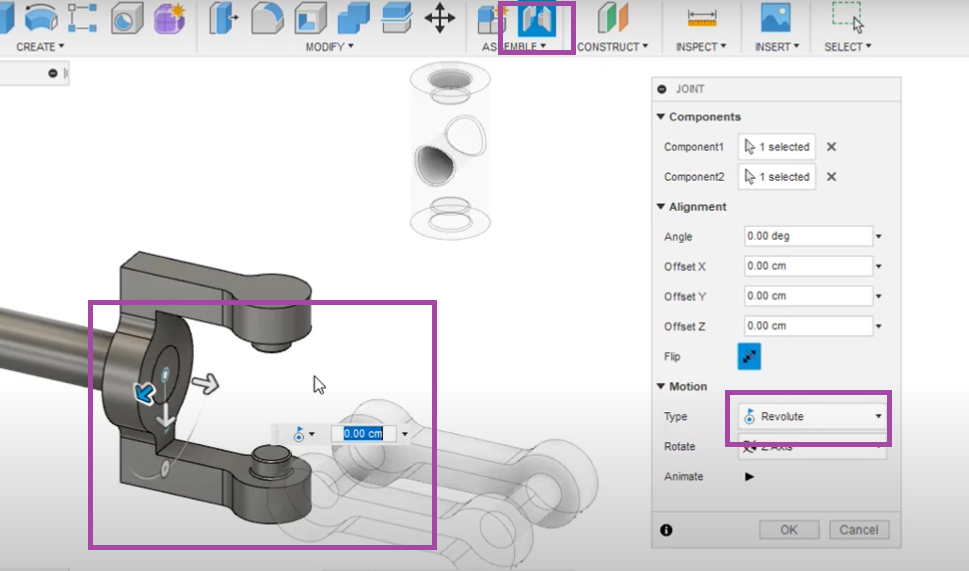 CREATE ▾ MODIFY ▾ ASSEMBLE ▾ CONSTRUCT ▾ INSPECT ▾ INSERT ▾ SELECT ▾
JOINT
Components
Component1 1 selected
Component2 1 selected
Alignment
Angle 0.00 deg
Offset X 0.00 cm
Offset Y 0.00 cm
Offset Z 0.00 cm
Flip
Motion
Type Revolute
0.00 cm
Rotate Z Axis
Animate
OK Cancel